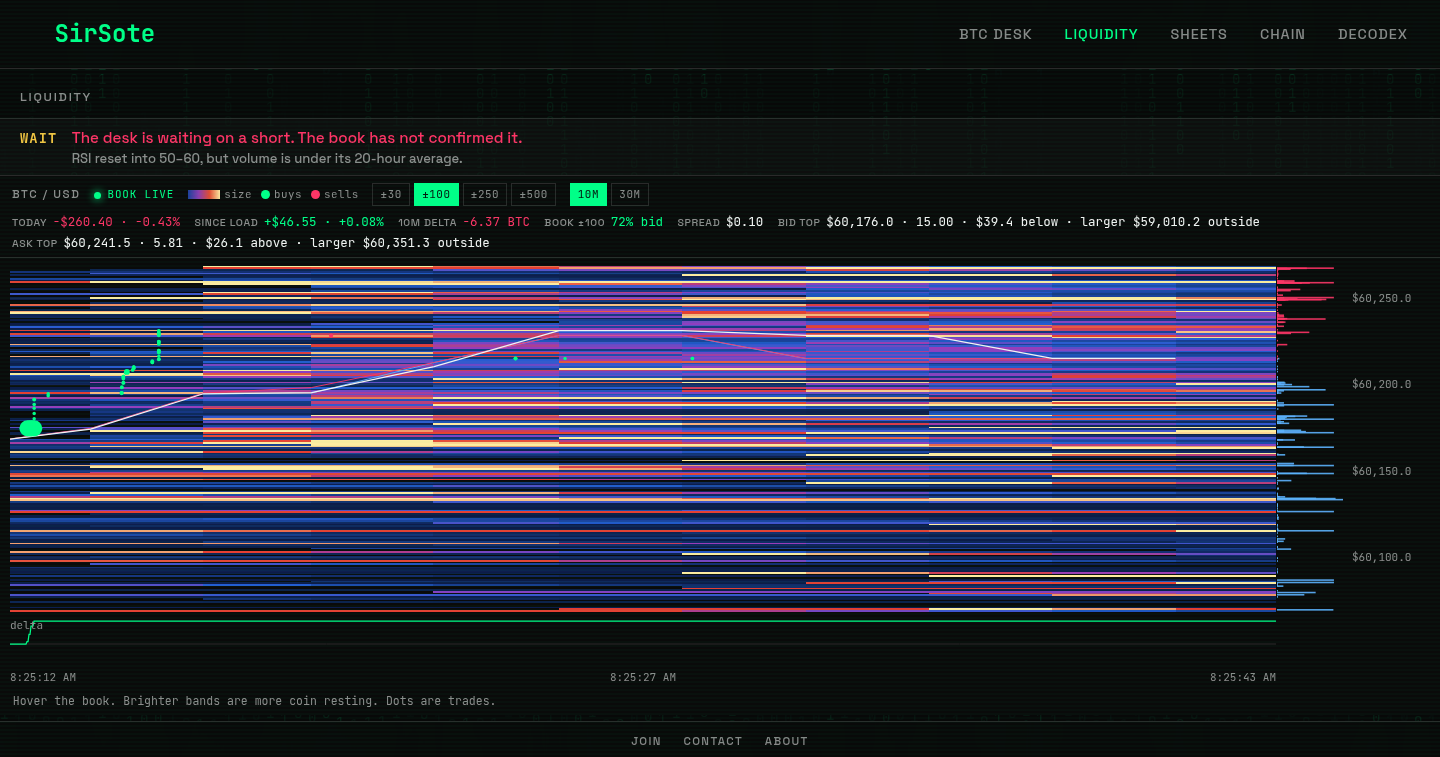 SirSote
BTC DESK LIQUIDITY SHEETS CHAIN DECODEX
LIQUIDITY
WAIT The desk is waiting on a short. The book has not confirmed it.
RSI reset into 50–60, but volume is under its 20-hour average.
BTC / USD BOOK LIVE size buys sells ±30 ±100 ±250 ±500 10M 30M
TODAY -$260.40 · -0.43% SINCE LOAD +$46.55 · +0.08% 10M DELTA -6.37 BTC BOOK ±100 72% bid SPREAD $0.10 BID TOP $60,176.0 · 15.00 · $39.4 below · larger $59,010.2 outside
ASK TOP $60,241.5 · 5.81 · $26.1 above · larger $60,351.3 outside
$60,250.0
$60,200.0
$60,150.0
$60,100.0
delta
8:25:12 AM 8:25:27 AM 8:25:43 AM
Hover the book. Brighter bands are more coin resting. Dots are trades.
JOIN CONTACT ABOUT